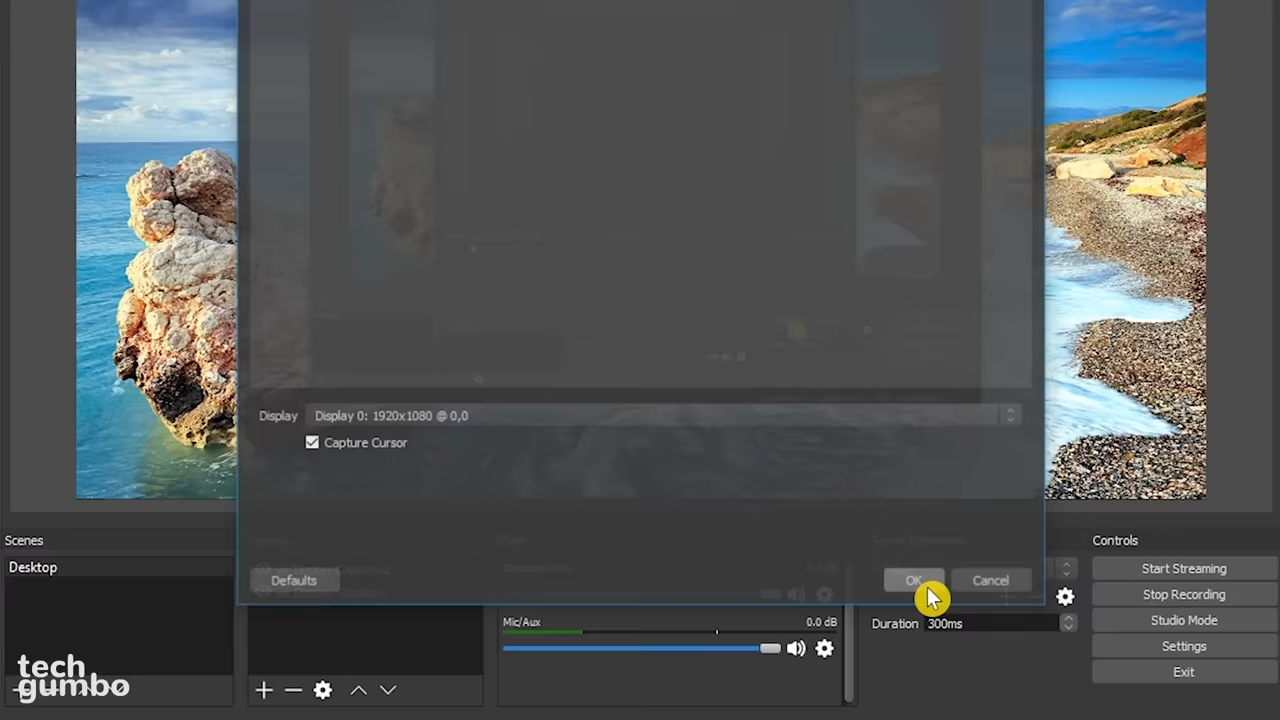 Display
Display 0: 1920x1080 @ 0,0
Capture Cursor
Defaults
OK
Cancel
Scenes
Desktop
Mic/Aux
0.0 dB
Duration
300ms
Controls
Start Streaming
Stop Recording
Studio Mode
Settings
Exit
tech
gumbo